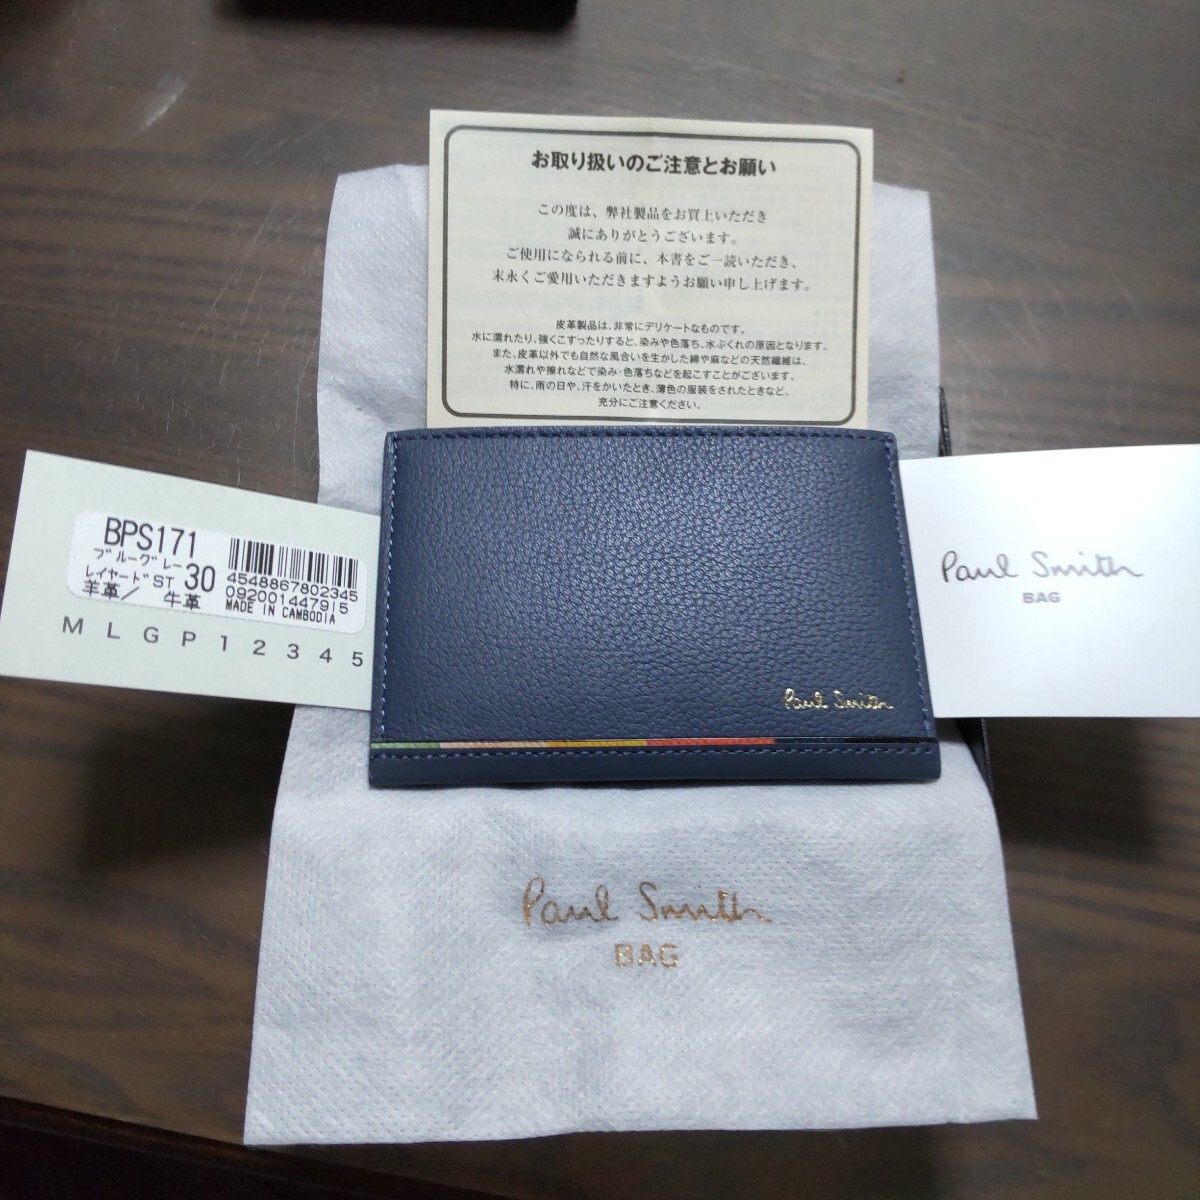 お取り扱いのご注意とお願い
この度は、弊社製品をお買上いただき
誠にありがとうございます。
ご使用になられる前に、本書をご一読いただき、
末永くご愛用いただきますようお願い申し上げます。
皮革製品は、非常にデリケートなものです。
水に濡れたり、強くこすったりすると、染みや色落ち、水ぶくれの原因となります。
また、皮革以外でも自然な風合いを生かした綿や麻などの天然繊維は、
水濡れや擦れなどで染み・色落ちなどを起こすことがございます。
特に、雨の日や、汗をかいたとき、薄色の服装をされたときなど、
充分にご注意ください。
BPS171
ブルーグレー
レイヤードST 30
羊革/ 牛革
4548867802345
0920014479|5
MADE IN CAMBODIA
M L G P 1 2 3 4 5
Paul Smith
BAG
Paul Smith
Paul Smith
BAG